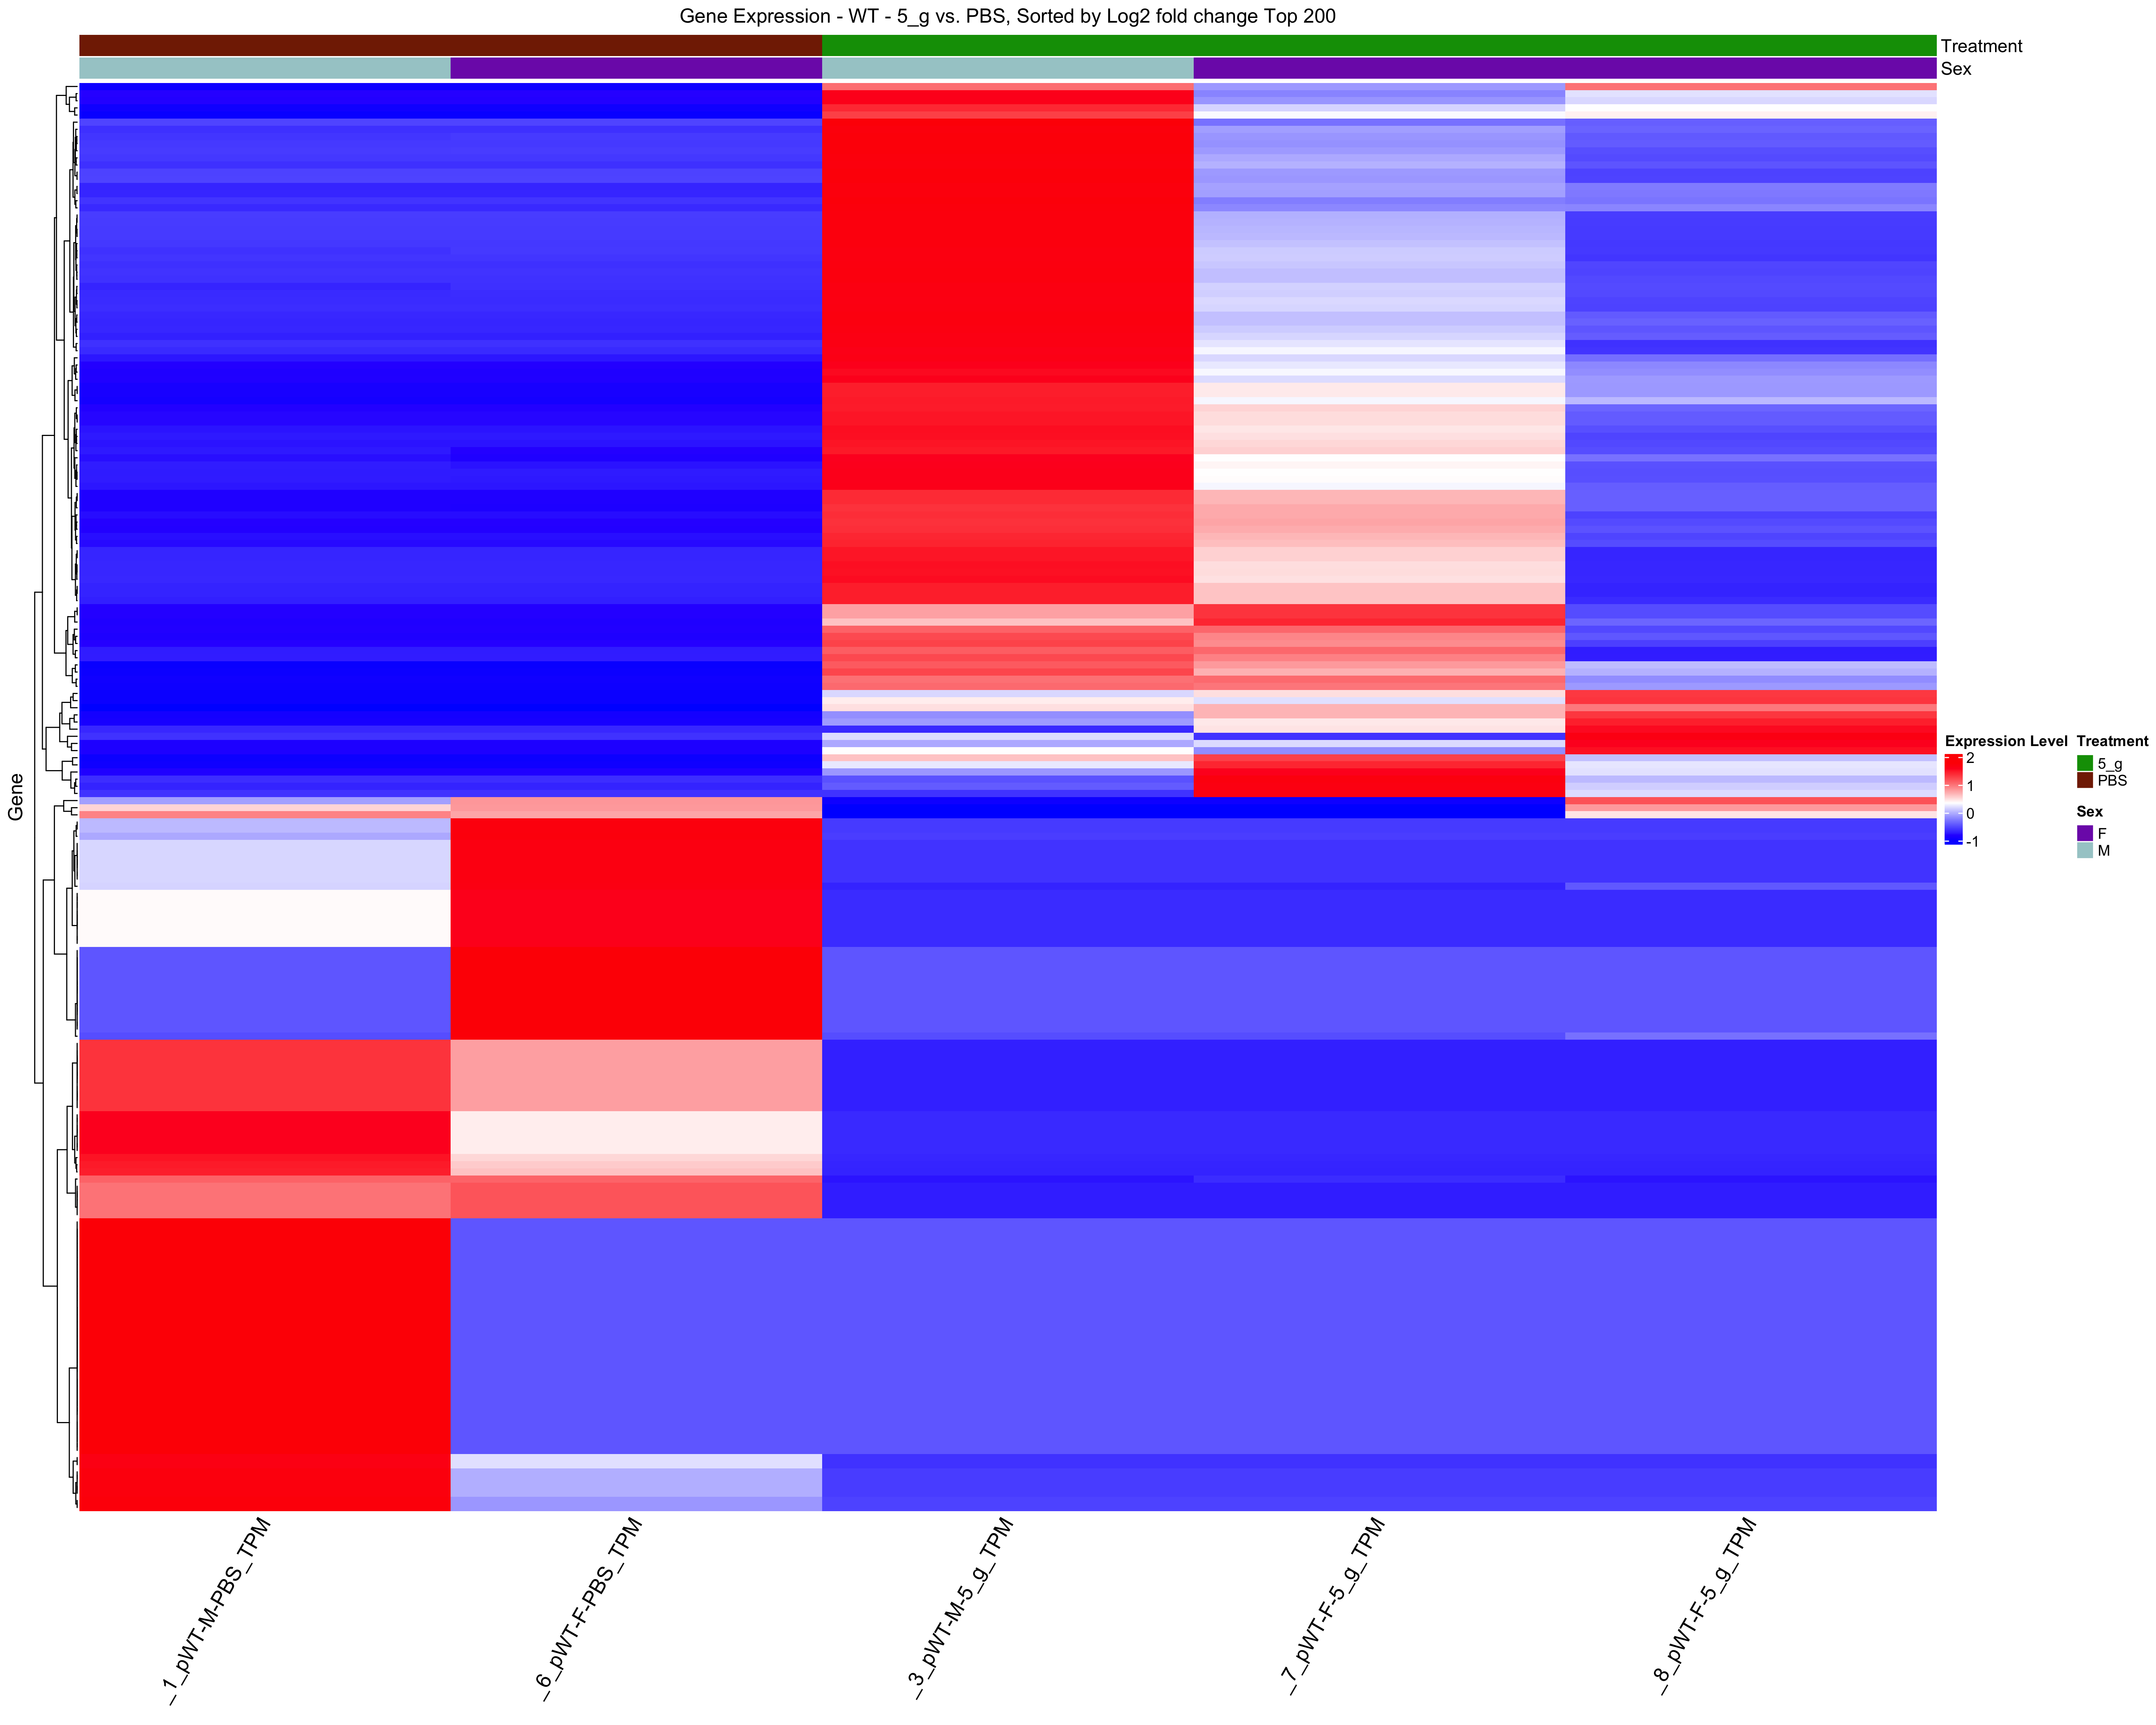 Gene Expression - WT - 5_g vs. PBS, Sorted by Log2 fold change Top 200
Treatment
Sex
Gene
Expression Level
2
1
0
-1
Treatment
5_g
PBS
Sex
F
M
_1_pWT-M-PBS_TPM
_6_pWT-F-PBS_TPM
_3_pWT-M-5_g_TPM
_7_pWT-F-5_g_TPM
_8_pWT-F-5_g_TPM